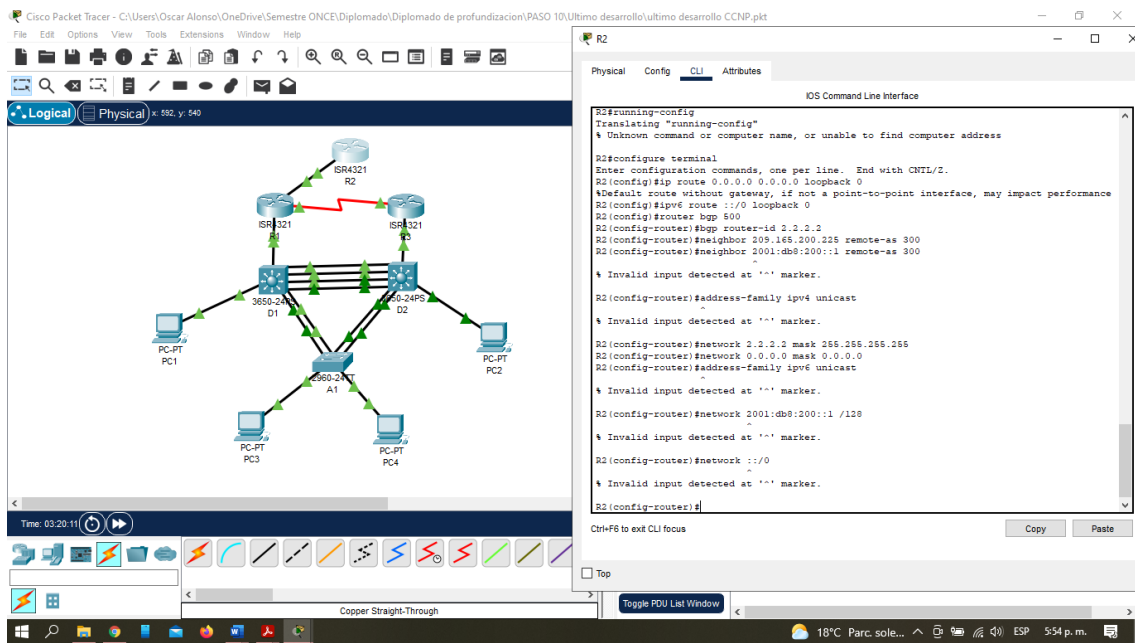 Cisco Packet Tracer - C:\Users\Oscar Alonso\OneDrive\Semestre ONCE\Diplomado\Diplomado de profundizacion\PASO 10\Ultimo desarrollo\ultimo desarrollo CCNP.pkt
File Edit Options View Tools Extensions Window Help
Logical Physical x: 592, y: 540
ISR4321
R2
ISR4321
R1
ISR4321
R3
3650-24PS
D1
3650-24PS
D2
PC-PT
PC1
PC-PT
PC2
2960-24TT
A1
PC-PT
PC3
PC-PT
PC4
Time: 03:20:11
Copper Straight-Through
R2
Physical Config CLI Attributes
IOS Command Line Interface
R2#running-config
Translating "running-config"
% Unknown command or computer name, or unable to find computer address
R2#configure terminal
Enter configuration commands, one per line. End with CNTL/Z.
R2(config)#ip route 0.0.0.0 0.0.0.0 loopback 0
%Default route without gateway, if not a point-to-point interface, may impact performance
R2(config)#ipv6 route ::/0 loopback 0
R2(config)#router bgp 500
R2(config-router)#bgp router-id 2.2.2.2
R2(config-router)#neighbor 209.165.200.225 remote-as 300
R2(config-router)#neighbor 2001:db8:200::1 remote-as 300
^
% Invalid input detected at '^' marker.
R2(config-router)#address-family ipv4 unicast
^
% Invalid input detected at '^' marker.
R2(config-router)#network 2.2.2.2 mask 255.255.255.255
R2(config-router)#network 0.0.0.0 mask 0.0.0.0
R2(config-router)#address-family ipv6 unicast
^
% Invalid input detected at '^' marker.
R2(config-router)#network 2001:db8:200::1 /128
^
% Invalid input detected at '^' marker.
R2(config-router)#network ::/0
^
% Invalid input detected at '^' marker.
R2(config-router)#
Ctrl+F6 to exit CLI focus
Copy Paste
Top
Toggle PDU List Window
18°C Parc. sole... ESP 5:54 p. m.